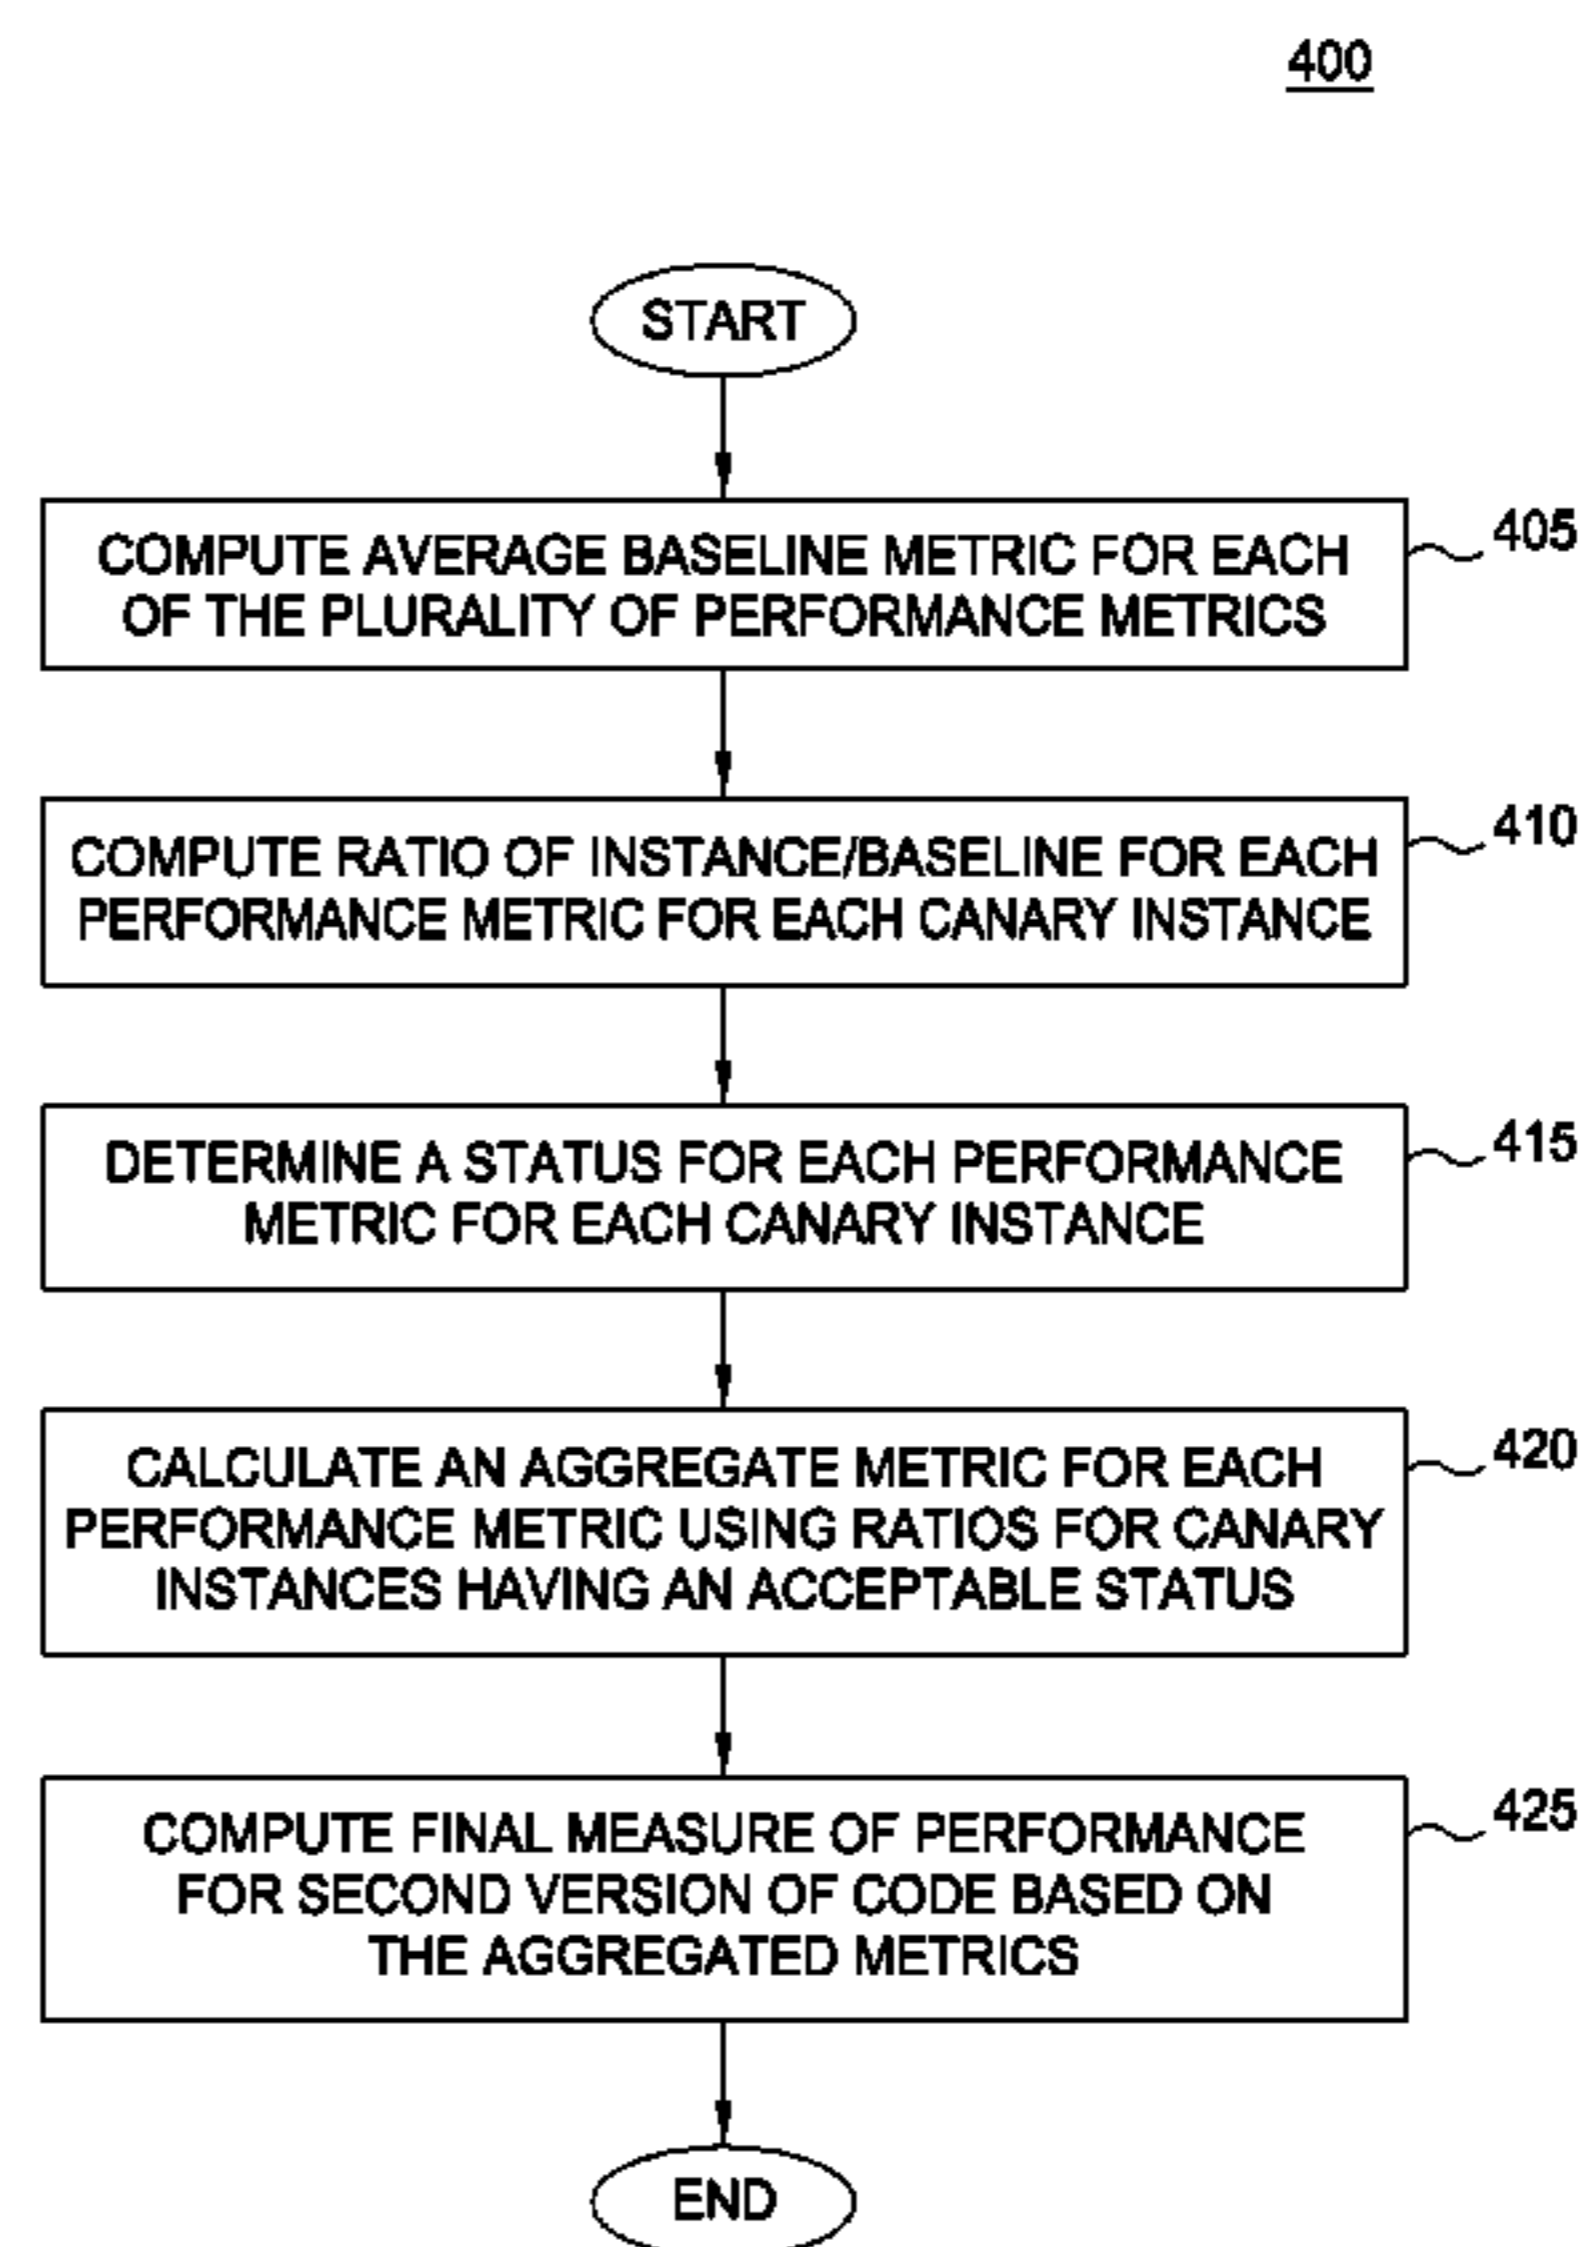 400
START
COMPUTE AVERAGE BASELINE METRIC FOR EACH
OF THE PLURALITY OF PERFORMANCE METRICS
405
COMPUTE RATIO OF INSTANCE/BASELINE FOR EACH
PERFORMANCE METRIC FOR EACH CANARY INSTANCE
410
DETERMINE A STATUS FOR EACH PERFORMANCE
METRIC FOR EACH CANARY INSTANCE
415
CALCULATE AN AGGREGATE METRIC FOR EACH
PERFORMANCE METRIC USING RATIOS FOR CANARY
INSTANCES HAVING AN ACCEPTABLE STATUS
420
COMPUTE FINAL MEASURE OF PERFORMANCE
FOR SECOND VERSION OF CODE BASED ON
THE AGGREGATED METRICS
425
END